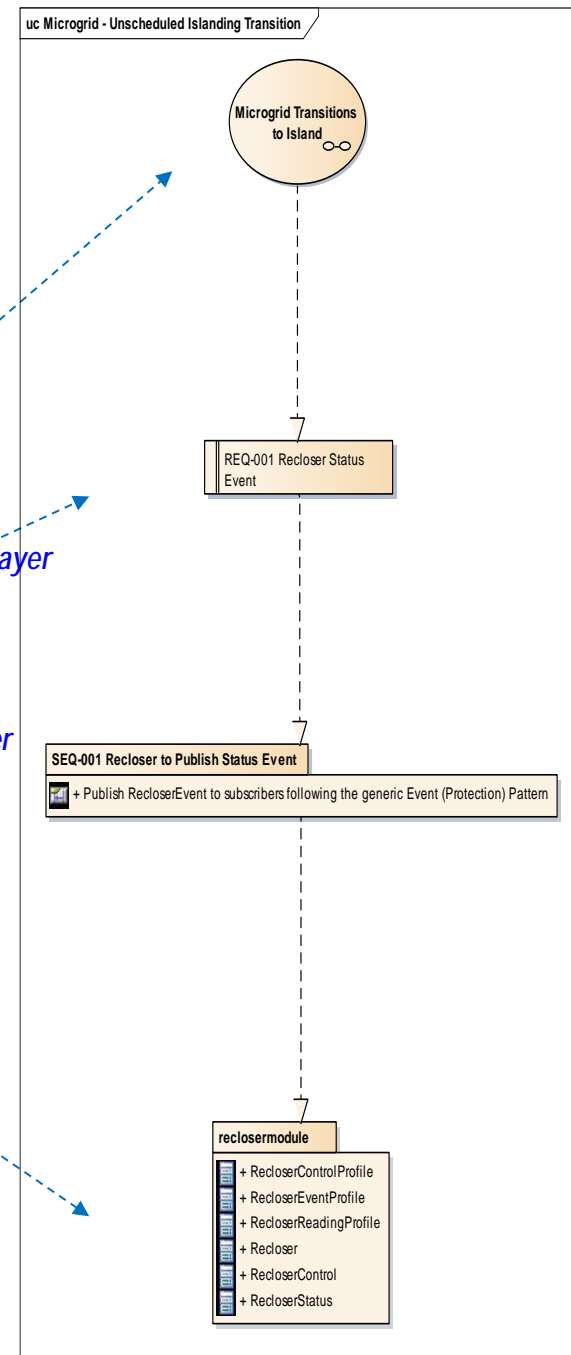 uc Microgrid - Unscheduled Islanding Transition
Microgrid Transitions
to Island
REQ-001 Recloser Status
Event
ayer
er
SEQ-001 Recloser to Publish Status Event
+ Publish RecloserEvent to subscribers following the generic Event (Protection) Pattern
reclosermodule
+ RecloserControlProfile
+ RecloserEventProfile
+ RecloserReadingProfile
+ Recloser
+ RecloserControl
+ RecloserStatus